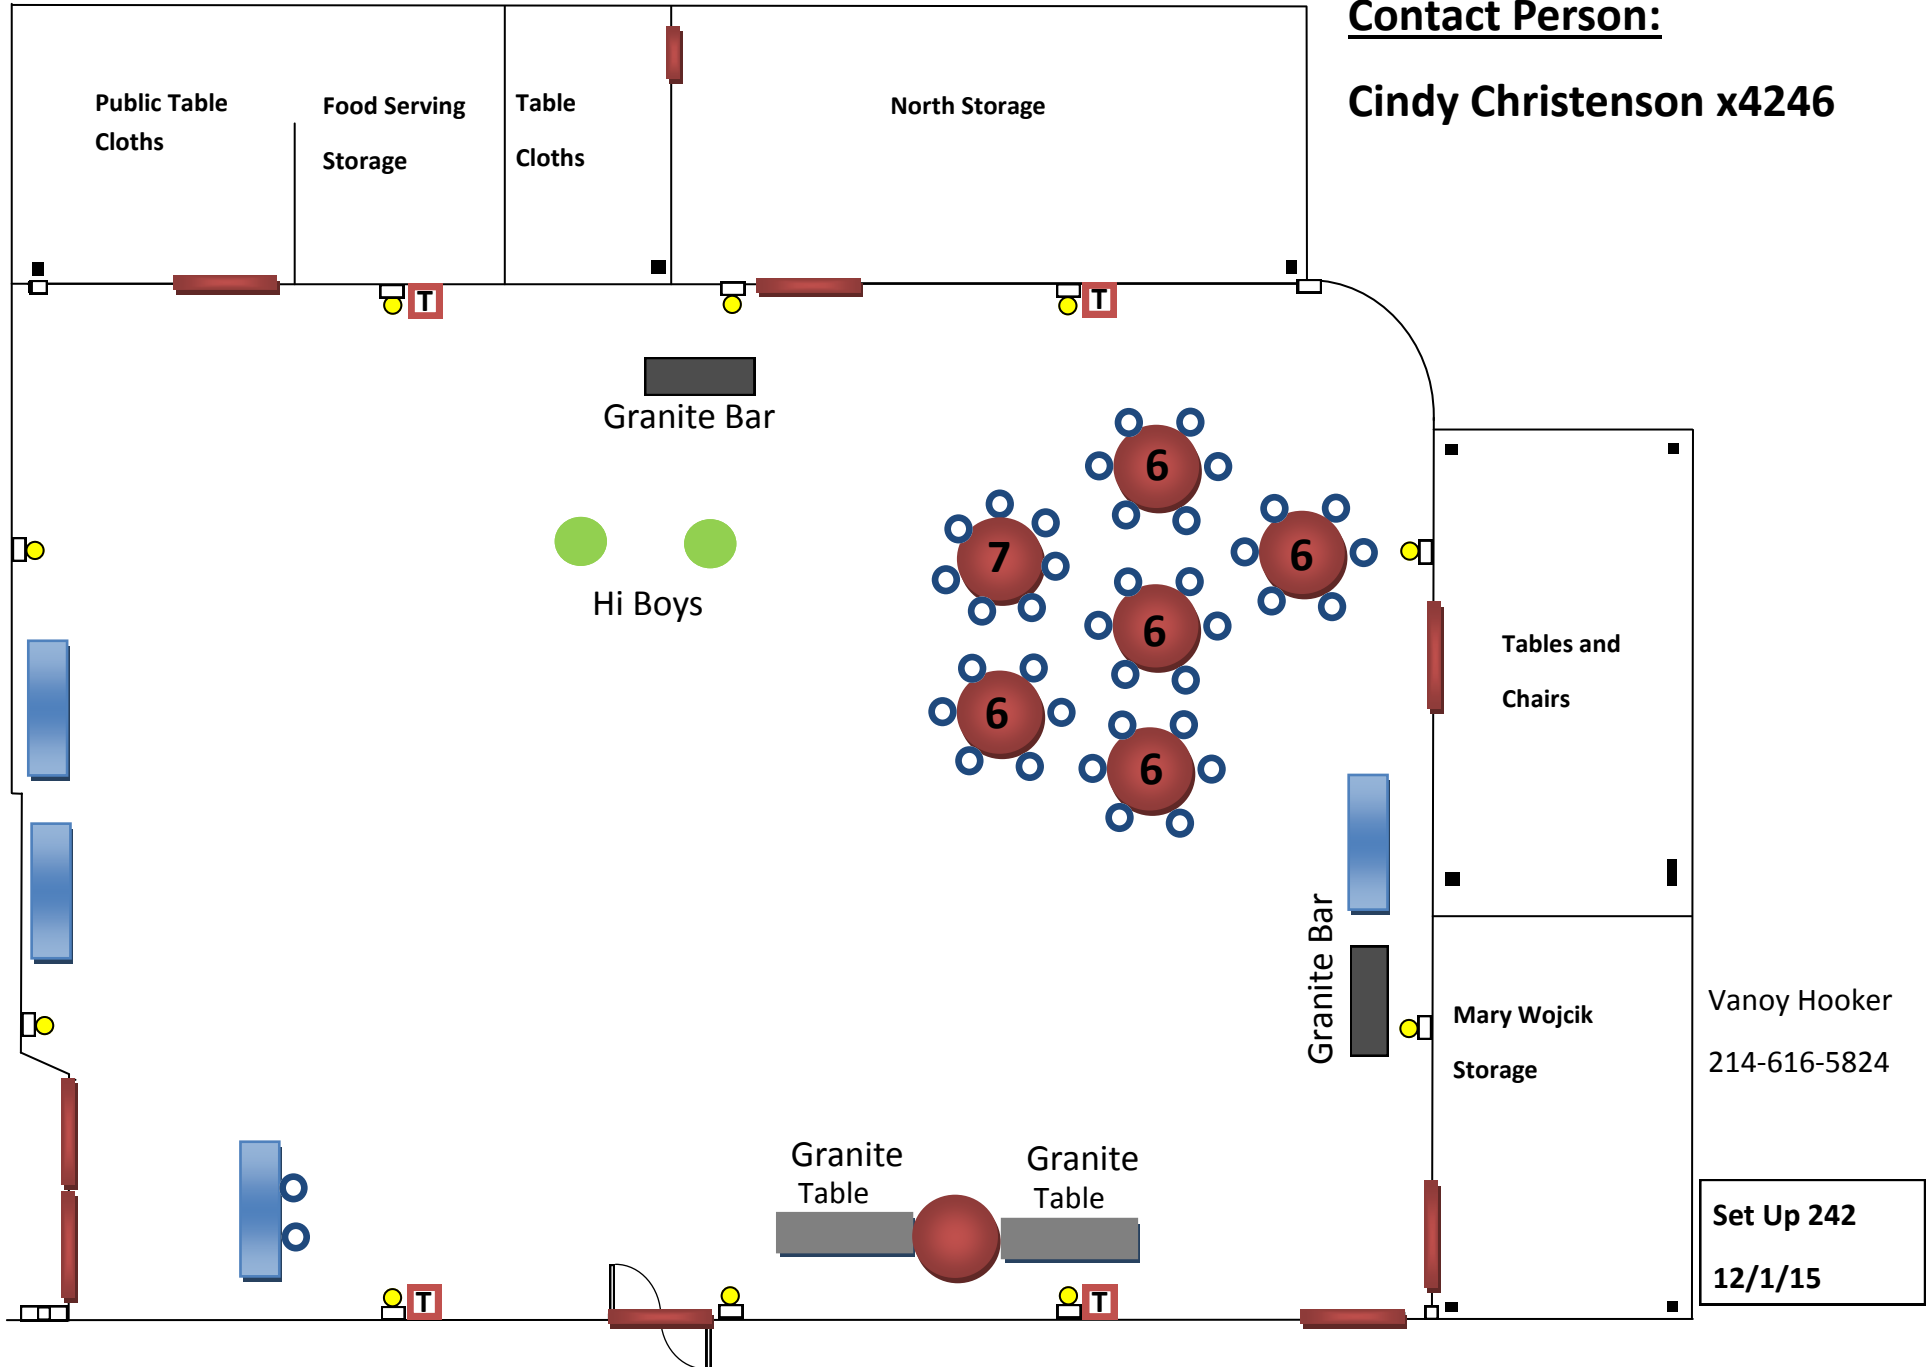 Contact Person:
Cindy Christenson x4246
Public Table
Cloths
Food Serving
Storage
Table
Cloths
North Storage
T
T
Granite Bar
Hi Boys
6
7
6
6
6
6
Tables and
Chairs
Granite Bar
Mary Wojcik
Storage
Vanoy Hooker
214-616-5824
Granite
Table
Granite
Table
T
T
Set Up 242
12/1/15